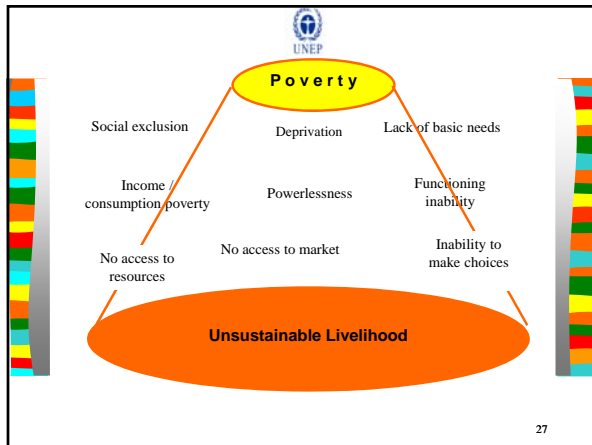 UNEP
Poverty
Social exclusion
Deprivation
Lack of basic needs
Income /
consumption poverty
Powerlessness
Functioning
inability
No access to
resources
No access to market
Inability to
make choices
Unsustainable Livelihood
27